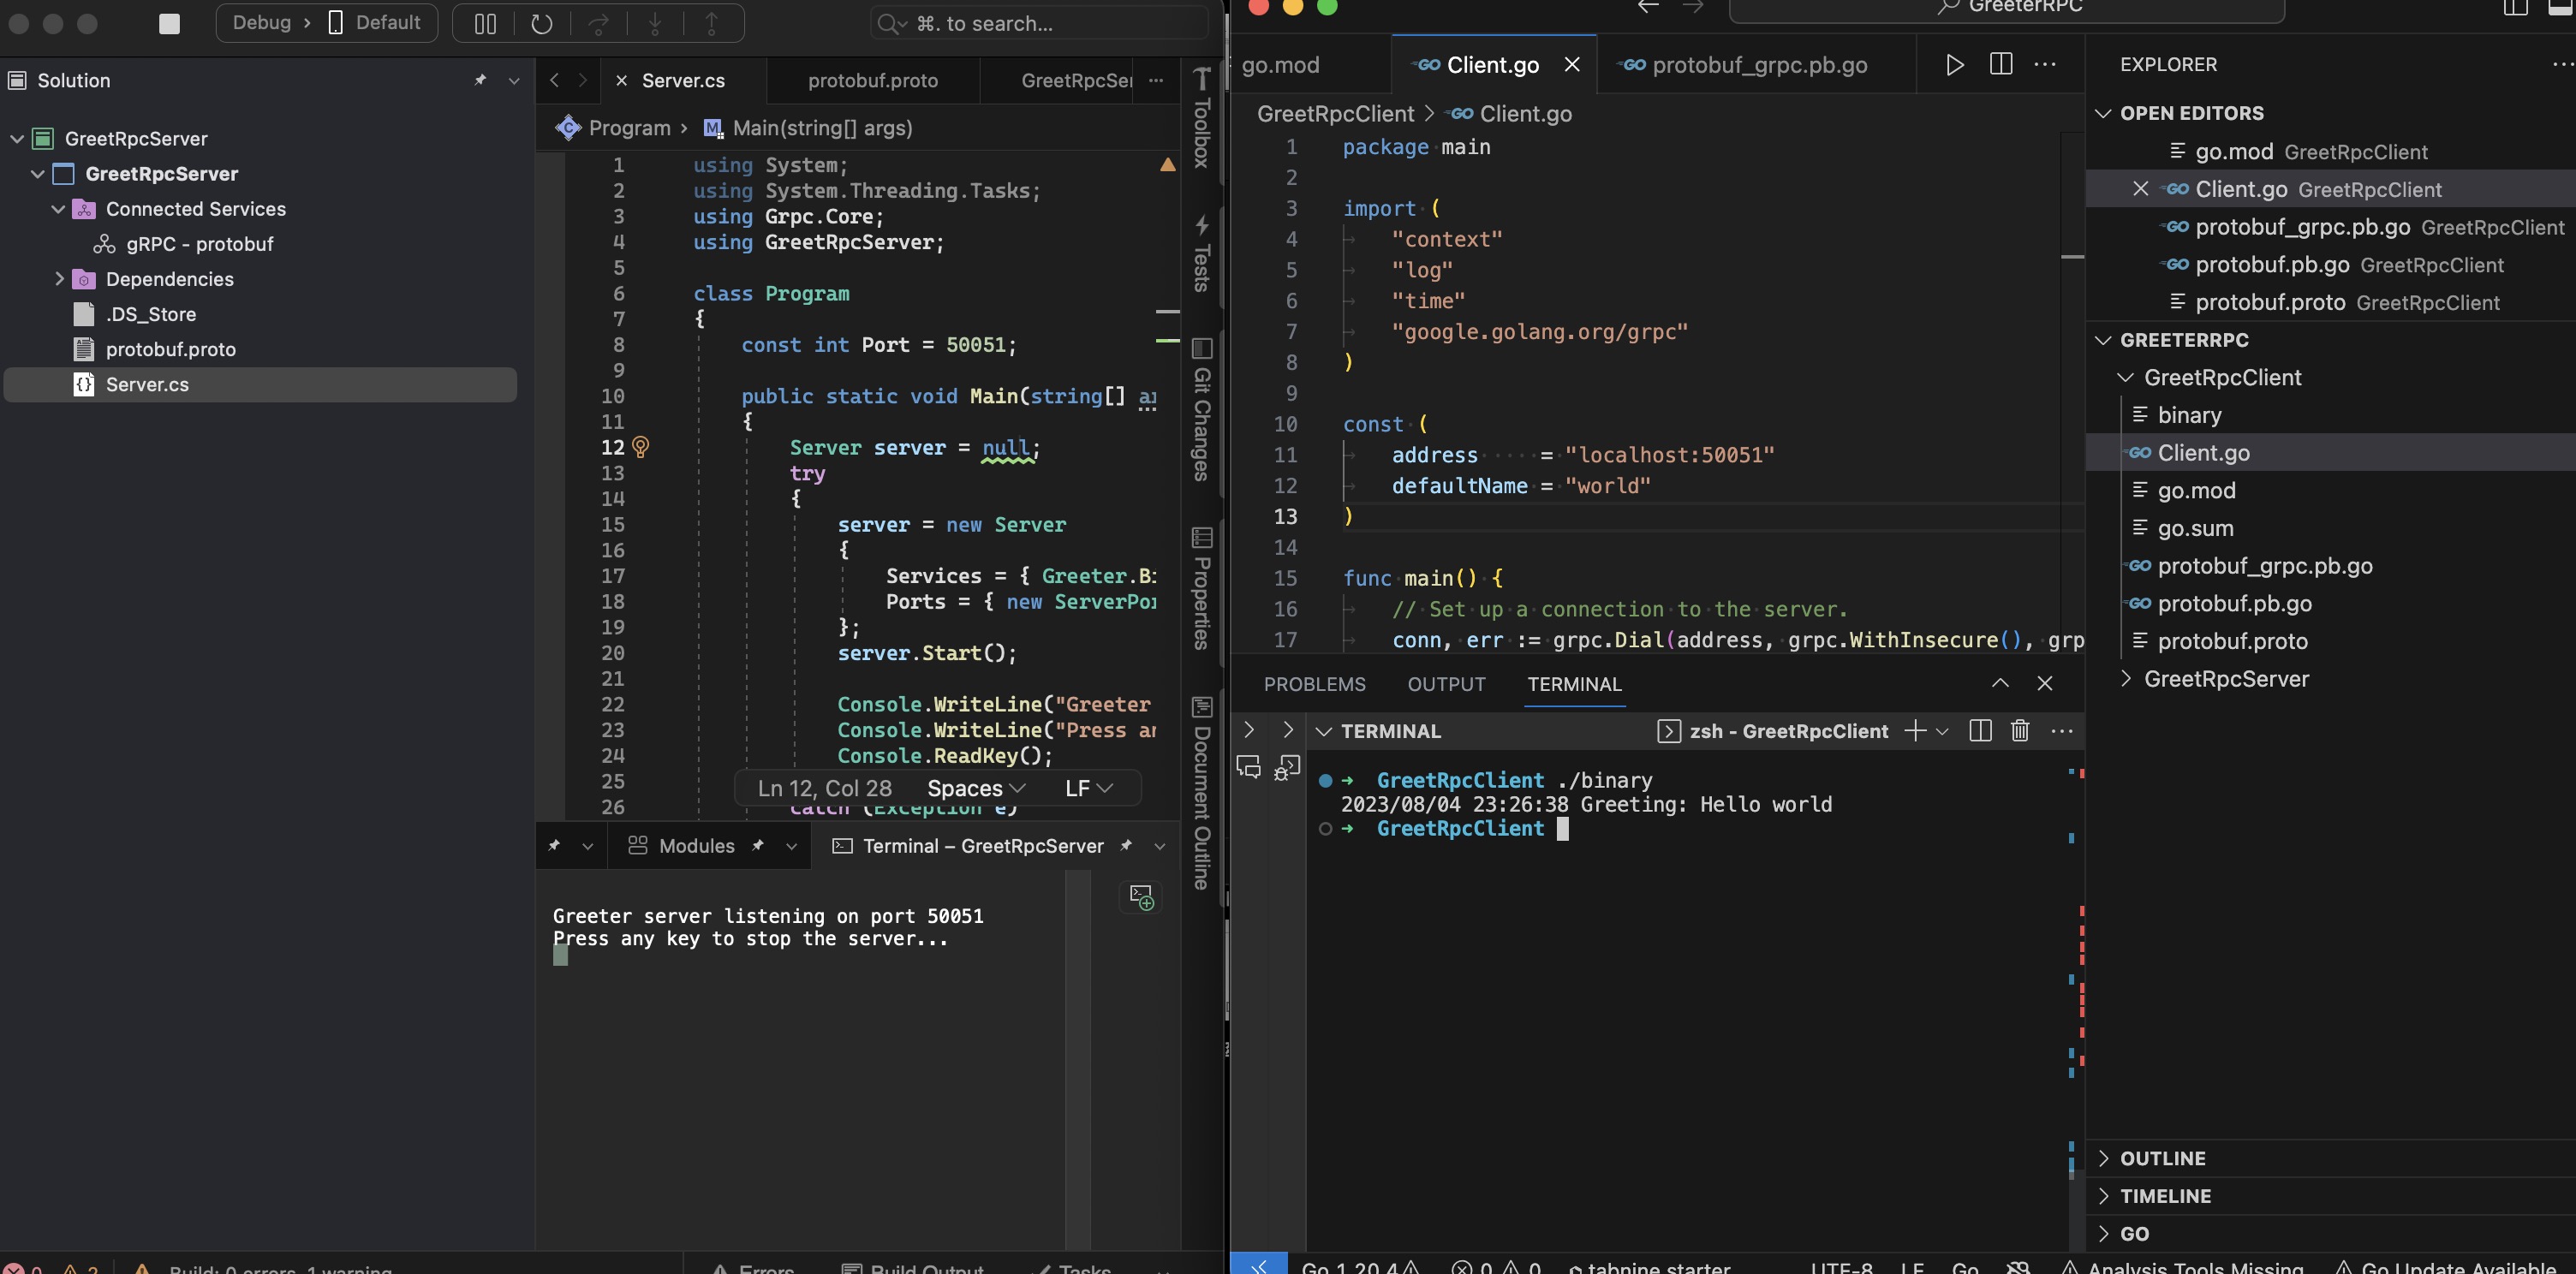 Debug › Default
⌘. to search...
Solution
GreetRpcServer
GreetRpcServer
Connected Services
gRPC - protobuf
Dependencies
.DS_Store
protobuf.proto
Server.cs
Server.cs
protobuf.proto
GreetRpcSer
Program › Main(string[] args)
1 using System;
2 using System.Threading.Tasks;
3 using Grpc.Core;
4 using GreetRpcServer;
5
6 class Program
7 {
8 const int Port = 50051;
9
10 public static void Main(string[] ar
11 {
12 Server server = null;
13 try
14 {
15 server = new Server
16 {
17 Services = { Greeter.Bi
18 Ports = { new ServerPor
19 };
20 server.Start();
21
22 Console.WriteLine("Greeter
23 Console.WriteLine("Press an
24 Console.ReadKey();
25
26 catch (Exception e)
Ln 12, Col 28 Spaces LF
Toolbox
Tests
Git Changes
Properties
Document Outline
Modules
Terminal – GreetRpcServer
Greeter server listening on port 50051
Press any key to stop the server...
0 2 Build: 0 errors, 1 warning
Errors Build Output Tasks
GreeterRPC
go.mod
Client.go
protobuf_grpc.pb.go
GreetRpcClient > Client.go
1 package main
2
3 import (
4 "context"
5 "log"
6 "time"
7 "google.golang.org/grpc"
8 )
9
10 const (
11 address = "localhost:50051"
12 defaultName = "world"
13 )
14
15 func main() {
16 // Set up a connection to the server.
17 conn, err := grpc.Dial(address, grpc.WithInsecure(), grp
PROBLEMS OUTPUT TERMINAL
TERMINAL
zsh - GreetRpcClient
➜ GreetRpcClient ./binary
2023/08/04 23:26:38 Greeting: Hello world
➜ GreetRpcClient
EXPLORER
OPEN EDITORS
go.mod GreetRpcClient
Client.go GreetRpcClient
protobuf_grpc.pb.go GreetRpcClient
protobuf.pb.go GreetRpcClient
protobuf.proto GreetRpcClient
GREETERRPC
GreetRpcClient
binary
Client.go
go.mod
go.sum
protobuf_grpc.pb.go
protobuf.pb.go
protobuf.proto
GreetRpcServer
OUTLINE
TIMELINE
GO
Go 1.20.4 0 0 tabnine starter UTF-8 LF Go Analysis Tools Missing Go Update Available